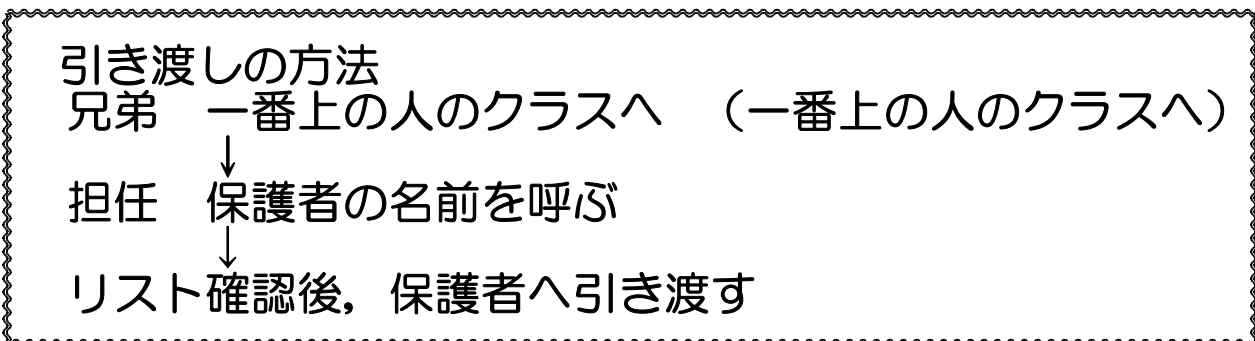 引き渡しの方法
兄弟　一番上の人のクラスへ　（一番上の人のクラスへ）
↓
担任　保護者の名前を呼ぶ
↓
リスト確認後，保護者へ引き渡す